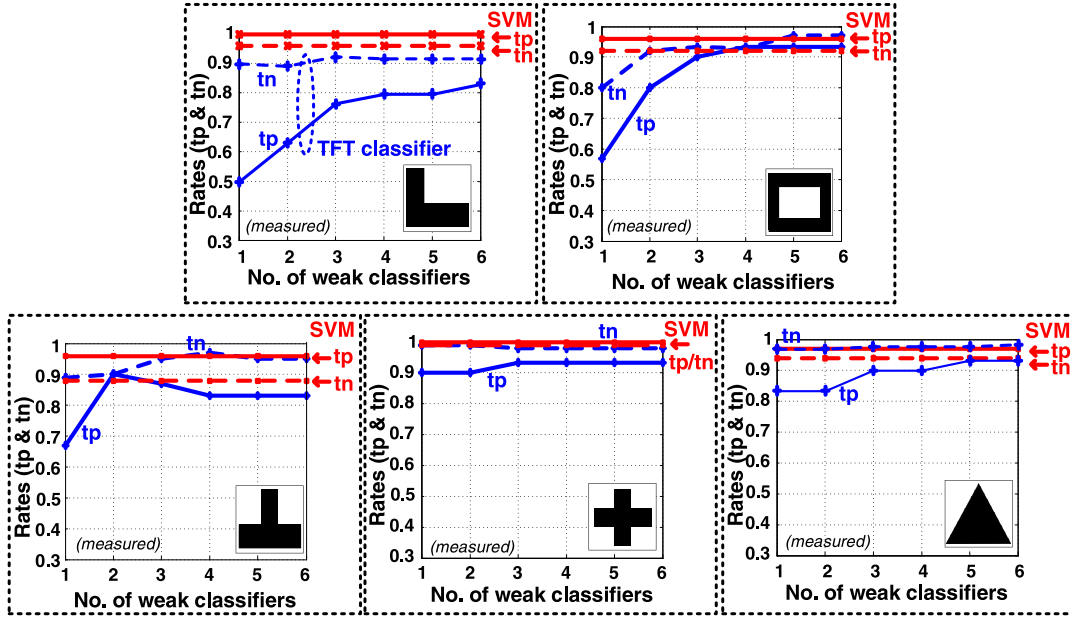 SVM
tp
tn
1
0.9
0.8
0.7
0.6
0.5
0.4
0.3
Rates (tp & tn)
tn
tp
TFT classifier
(measured)
1 2 3 4 5 6
No. of weak classifiers
SVM
tp
tn
1
0.9
0.8
0.7
0.6
0.5
0.4
0.3
Rates (tp & tn)
tn
tp
(measured)
1 2 3 4 5 6
No. of weak classifiers
SVM
tp
tn
1
0.9
0.8
0.7
0.6
0.5
0.4
0.3
Rates (tp & tn)
tn
tp
(measured)
1 2 3 4 5 6
No. of weak classifiers
SVM
tp/tn
1
0.9
0.8
0.7
0.6
0.5
0.4
0.3
Rates (tp & tn)
tn
tp
(measured)
1 2 3 4 5 6
No. of weak classifiers
SVM
tp
tn
1
0.9
0.8
0.7
0.6
0.5
0.4
0.3
Rates (tp & tn)
tn
tp
(measured)
1 2 3 4 5 6
No. of weak classifiers